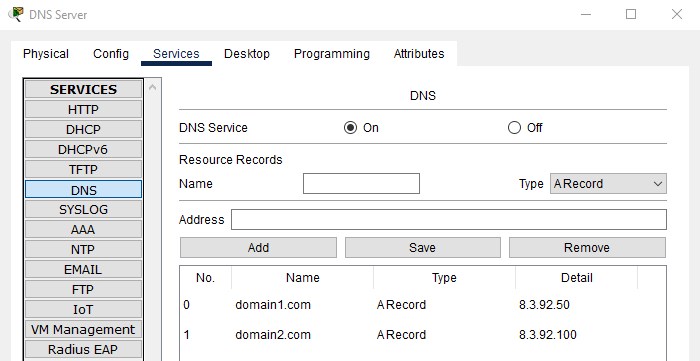 DNS Server
Physical Config Services Desktop Programming Attributes
SERVICES
HTTP
DHCP
DHCPv6
TFTP
DNS
SYSLOG
AAA
NTP
EMAIL
FTP
IoT
VM Management
Radius EAP
DNS
DNS Service On Off
Resource Records
Name Type A Record
Address
Add Save Remove
No. Name Type Detail
0 domain1.com A Record 8.3.92.50
1 domain2.com A Record 8.3.92.100